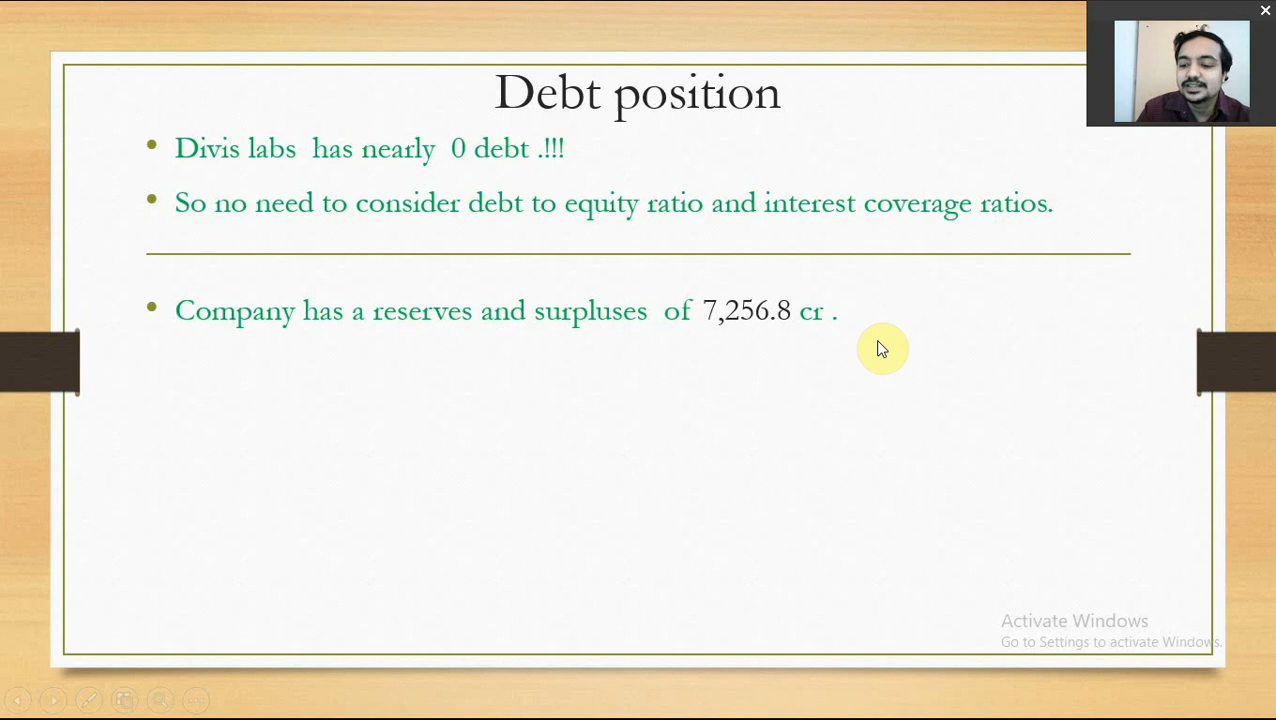 Debt position
Divis labs has nearly 0 debt .!!!
So no need to consider debt to equity ratio and interest coverage ratios.
Company has a reserves and surpluses of 7,256.8 cr .
Activate Windows
Go to Settings to activate Windows.